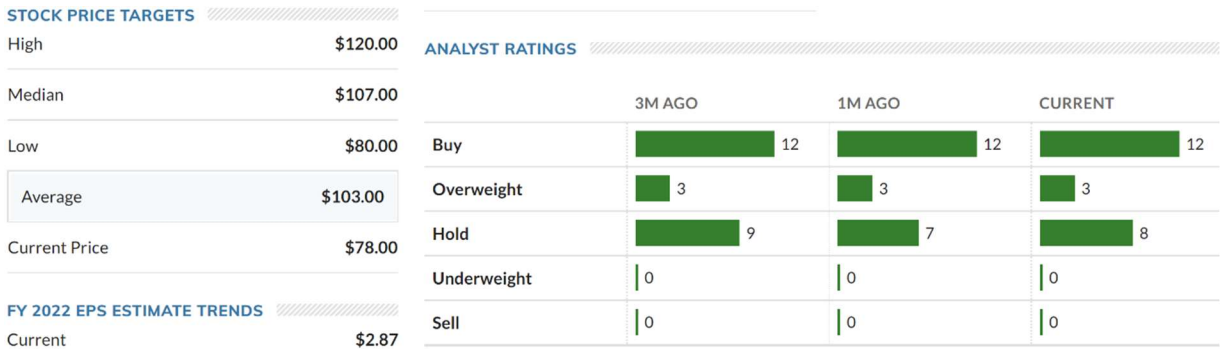 STOCK PRICE TARGETS
High $120.00
Median $107.00
Low $80.00
Average $103.00
Current Price $78.00
FY 2022 EPS ESTIMATE TRENDS
Current $2.87
ANALYST RATINGS
3M AGO 1M AGO CURRENT
Buy 12 12 12
Overweight 3 3 3
Hold 9 7 8
Underweight 0 0 0
Sell 0 0 0